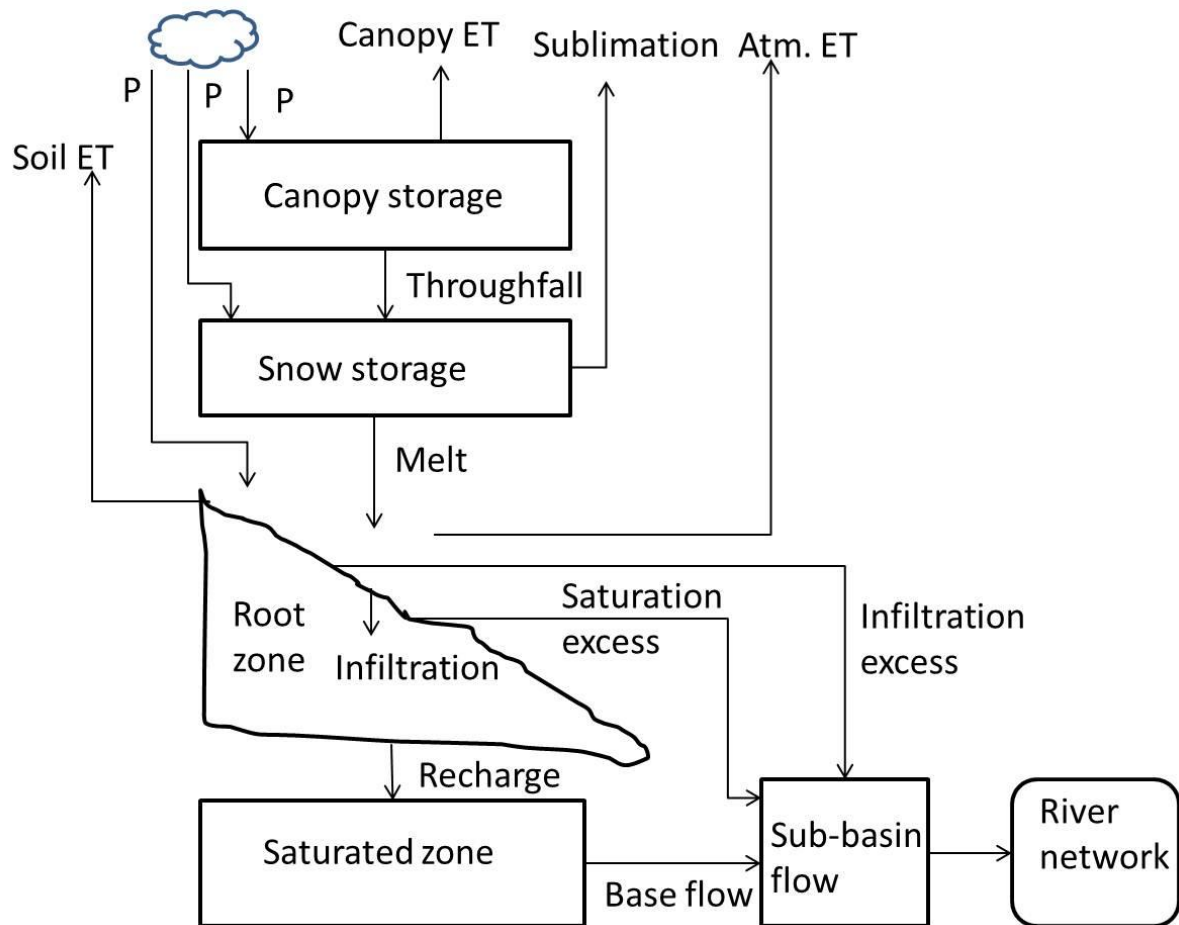 Canopy ET
Sublimation
Atm. ET
P
P
P
Soil ET
Canopy storage
Throughfall
Snow storage
Melt
Saturation
excess
Infiltration
excess
Root
zone
Infiltration
Recharge
Saturated zone
Base flow
Sub-basin
flow
River
network